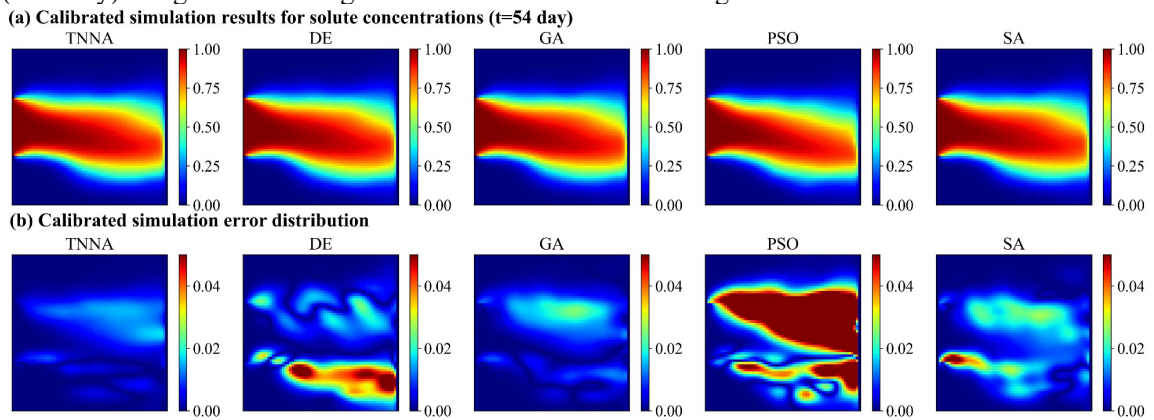 (a) Calibrated simulation results for solute concentrations (t=54 day)
TNNA DE GA PSO SA
1.00 1.00 1.00 1.00 1.00
0.75 0.75 0.75 0.75 0.75
0.50 0.50 0.50 0.50 0.50
0.25 0.25 0.25 0.25 0.25
0.00 0.00 0.00 0.00 0.00
(b) Calibrated simulation error distribution
TNNA DE GA PSO SA
0.04 0.04 0.04 0.04 0.04
0.02 0.02 0.02 0.02 0.02
0.00 0.00 0.00 0.00 0.00